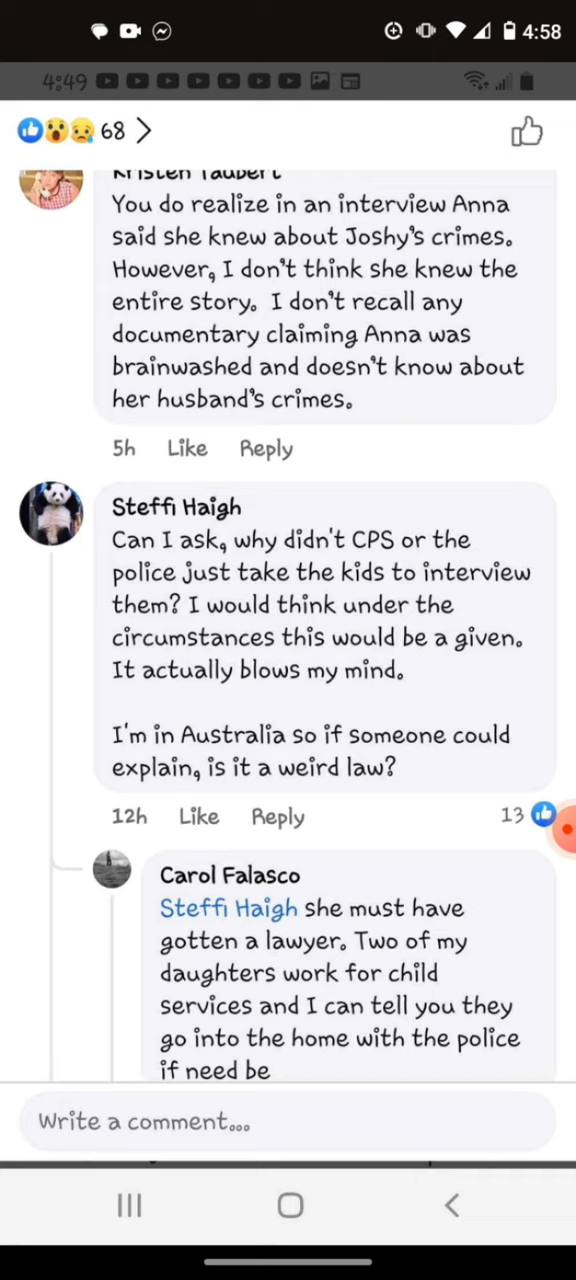 4:58
4:49
68
Kristen Taubert
You do realize in an interview Anna
said she knew about Joshy's crimes.
However, I don't think she knew the
entire story. I don't recall any
documentary claiming Anna was
brainwashed and doesn't know about
her husband's crimes.
5h Like Reply
Steffi Haigh
Can I ask, why didn't CPS or the
police just take the kids to interview
them? I would think under the
circumstances this would be a given.
It actually blows my mind.
I'm in Australia so if someone could
explain, is it a weird law?
12h Like Reply 13
Carol Falasco
Steffi Haigh she must have
gotten a lawyer. Two of my
daughters work for child
services and I can tell you they
go into the home with the police
if need be
Write a comment...